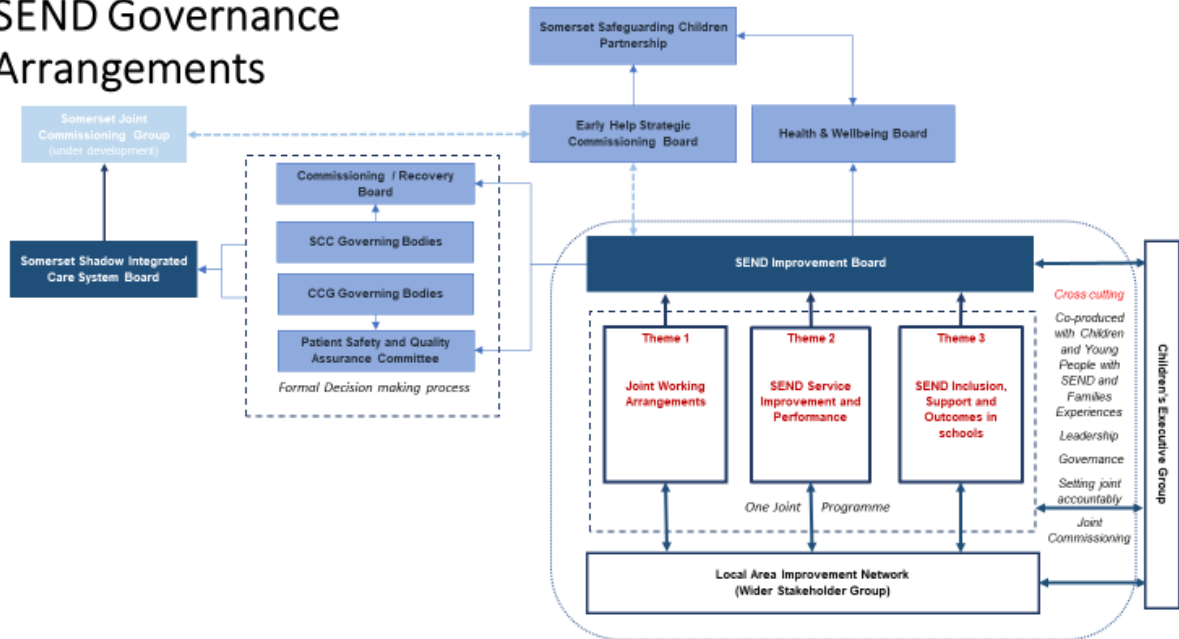 SEND Governance
Arrangements
Somerset Safeguarding Children
Partnership
Somerset Joint
Commissioning Group
(under development)
Early Help Strategic
Commissioning Board
Health & Wellbeing Board
Commissioning / Recovery
Board
SCC Governing Bodies
CCG Governing Bodies
Patient Safety and Quality
Assurance Committee
Formal Decision making process
Somerset Shadow Integrated
Care System Board
SEND Improvement Board
Theme 1
Joint Working
Arrangements
Theme 2
SEND Service
Improvement and
Performance
Theme 3
SEND Inclusion,
Support and
Outcomes in
schools
One Joint Programme
Local Area Improvement Network
(Wider Stakeholder Group)
Cross cutting
Co-produced
with Children
and Young
People with
SEND and
Families
Experiences
Leadership
Governance
Setting joint
accountably
Joint
Commissioning
Children's Executive Group